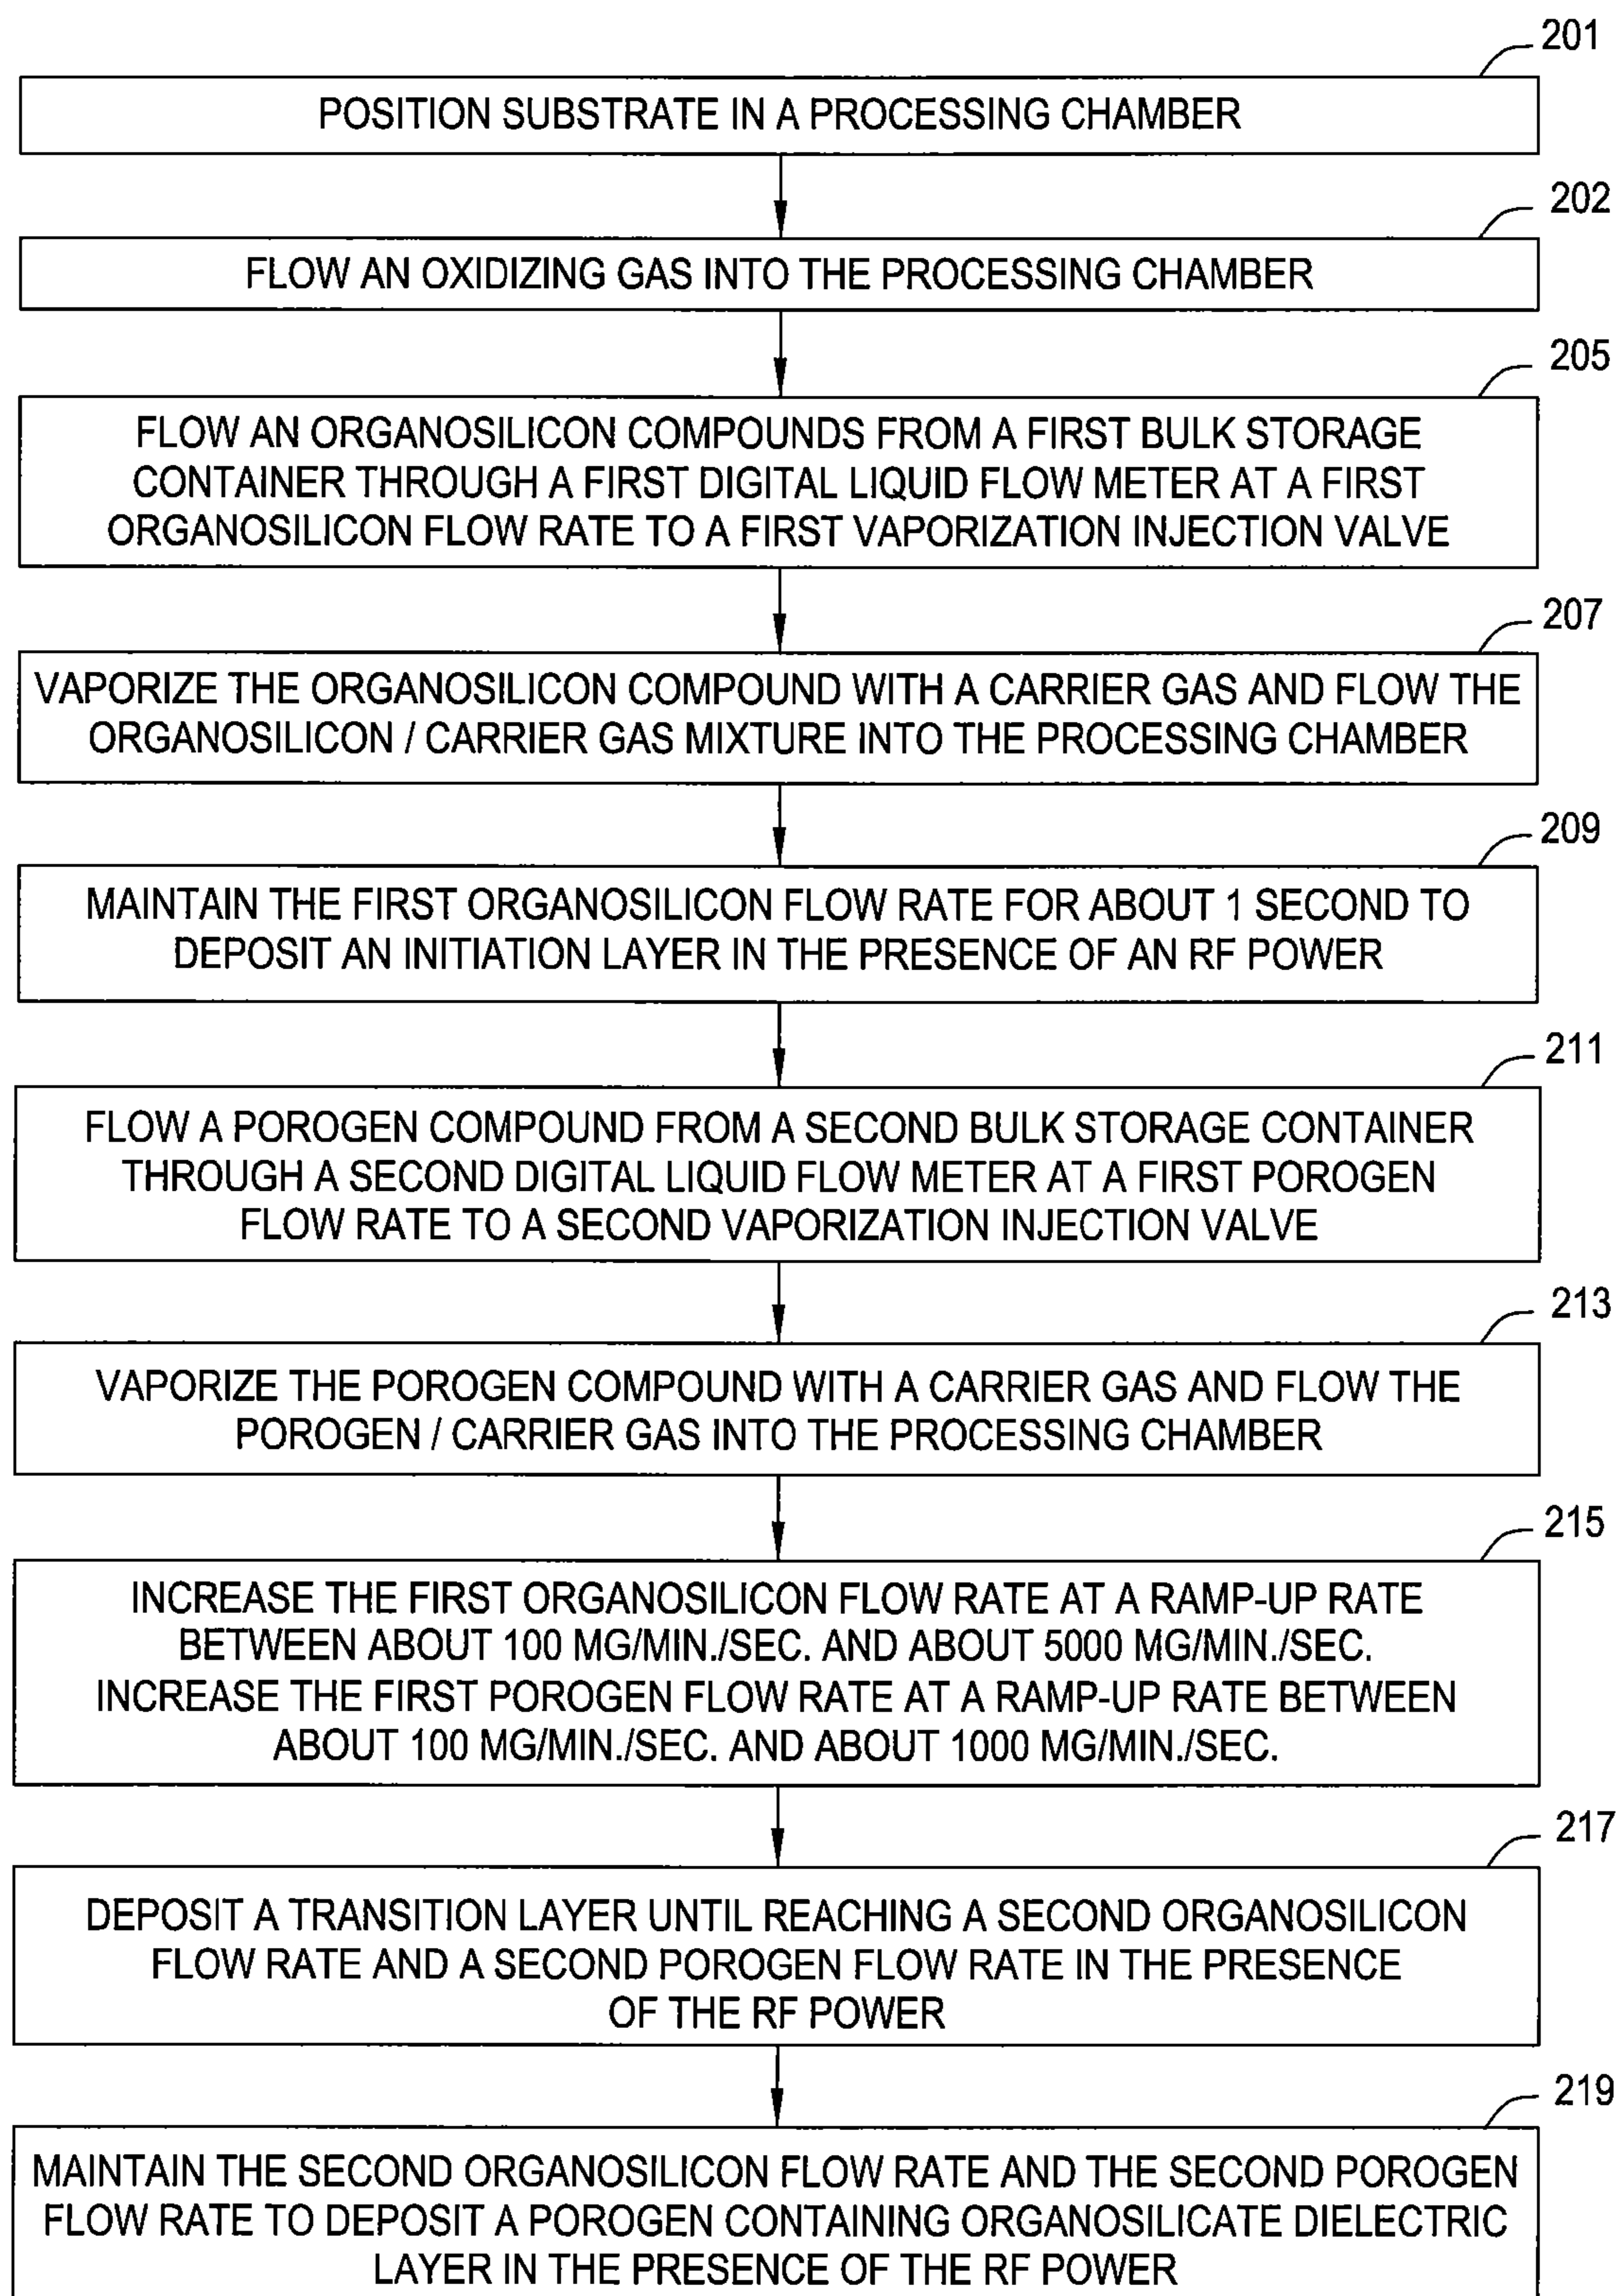 201
POSITION SUBSTRATE IN A PROCESSING CHAMBER
202
FLOW AN OXIDIZING GAS INTO THE PROCESSING CHAMBER
205
FLOW AN ORGANOSILICON COMPOUNDS FROM A FIRST BULK STORAGE
CONTAINER THROUGH A FIRST DIGITAL LIQUID FLOW METER AT A FIRST
ORGANOSILICON FLOW RATE TO A FIRST VAPORIZATION INJECTION VALVE
207
VAPORIZE THE ORGANOSILICON COMPOUND WITH A CARRIER GAS AND FLOW THE
ORGANOSILICON / CARRIER GAS MIXTURE INTO THE PROCESSING CHAMBER
209
MAINTAIN THE FIRST ORGANOSILICON FLOW RATE FOR ABOUT 1 SECOND TO
DEPOSIT AN INITIATION LAYER IN THE PRESENCE OF AN RF POWER
211
FLOW A POROGEN COMPOUND FROM A SECOND BULK STORAGE CONTAINER
THROUGH A SECOND DIGITAL LIQUID FLOW METER AT A FIRST POROGEN
FLOW RATE TO A SECOND VAPORIZATION INJECTION VALVE
213
VAPORIZE THE POROGEN COMPOUND WITH A CARRIER GAS AND FLOW THE
POROGEN / CARRIER GAS INTO THE PROCESSING CHAMBER
215
INCREASE THE FIRST ORGANOSILICON FLOW RATE AT A RAMP-UP RATE
BETWEEN ABOUT 100 MG/MIN./SEC. AND ABOUT 5000 MG/MIN./SEC.
INCREASE THE FIRST POROGEN FLOW RATE AT A RAMP-UP RATE BETWEEN
ABOUT 100 MG/MIN./SEC. AND ABOUT 1000 MG/MIN./SEC.
217
DEPOSIT A TRANSITION LAYER UNTIL REACHING A SECOND ORGANOSILICON
FLOW RATE AND A SECOND POROGEN FLOW RATE IN THE PRESENCE
OF THE RF POWER
219
MAINTAIN THE SECOND ORGANOSILICON FLOW RATE AND THE SECOND POROGEN
FLOW RATE TO DEPOSIT A POROGEN CONTAINING ORGANOSILICATE DIELECTRIC
LAYER IN THE PRESENCE OF THE RF POWER